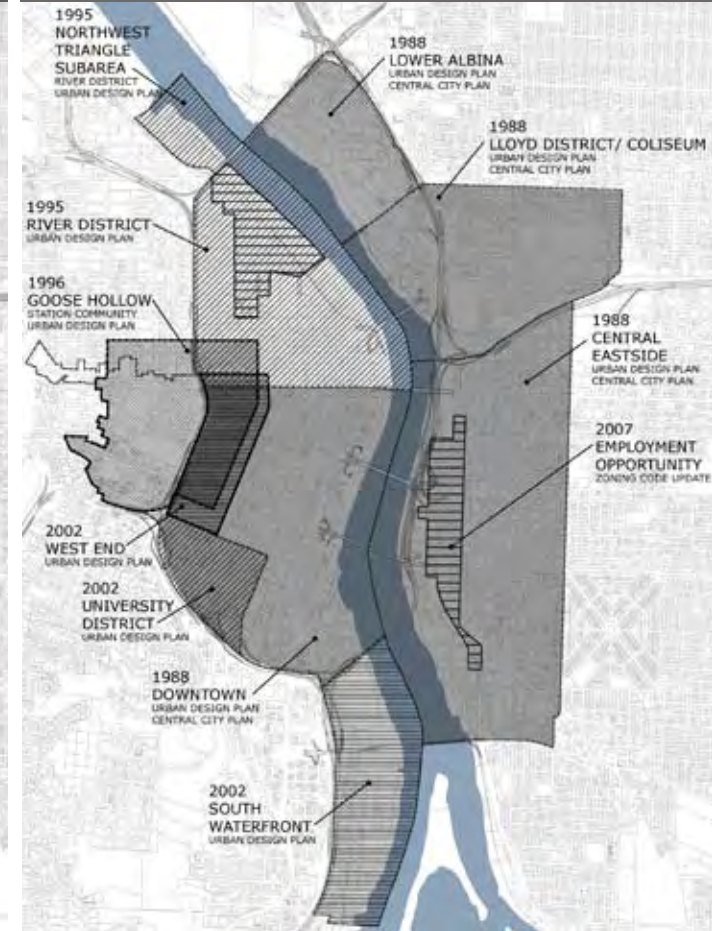 1995
NORTHWEST
TRIANGLE
SUBAREA
RIVER DISTRICT
URBAN DESIGN PLAN
1988
LOWER ALBINA
URBAN DESIGN PLAN
CENTRAL CITY PLAN
1988
LLOYD DISTRICT/ COLISEUM
URBAN DESIGN PLAN
CENTRAL CITY PLAN
1995
RIVER DISTRICT
URBAN DESIGN PLAN
1996
GOOSE HOLLOW
STATION COMMUNITY
URBAN DESIGN PLAN
1988
CENTRAL
EASTSIDE
URBAN DESIGN PLAN
CENTRAL CITY PLAN
2007
EMPLOYMENT
OPPORTUNITY
ZONING CODE UPDATE
2002
WEST END
URBAN DESIGN PLAN
2002
UNIVERSITY
DISTRICT
URBAN DESIGN PLAN
1988
DOWNTOWN
URBAN DESIGN PLAN
CENTRAL CITY PLAN
2002
SOUTH
WATERFRONT
URBAN DESIGN PLAN